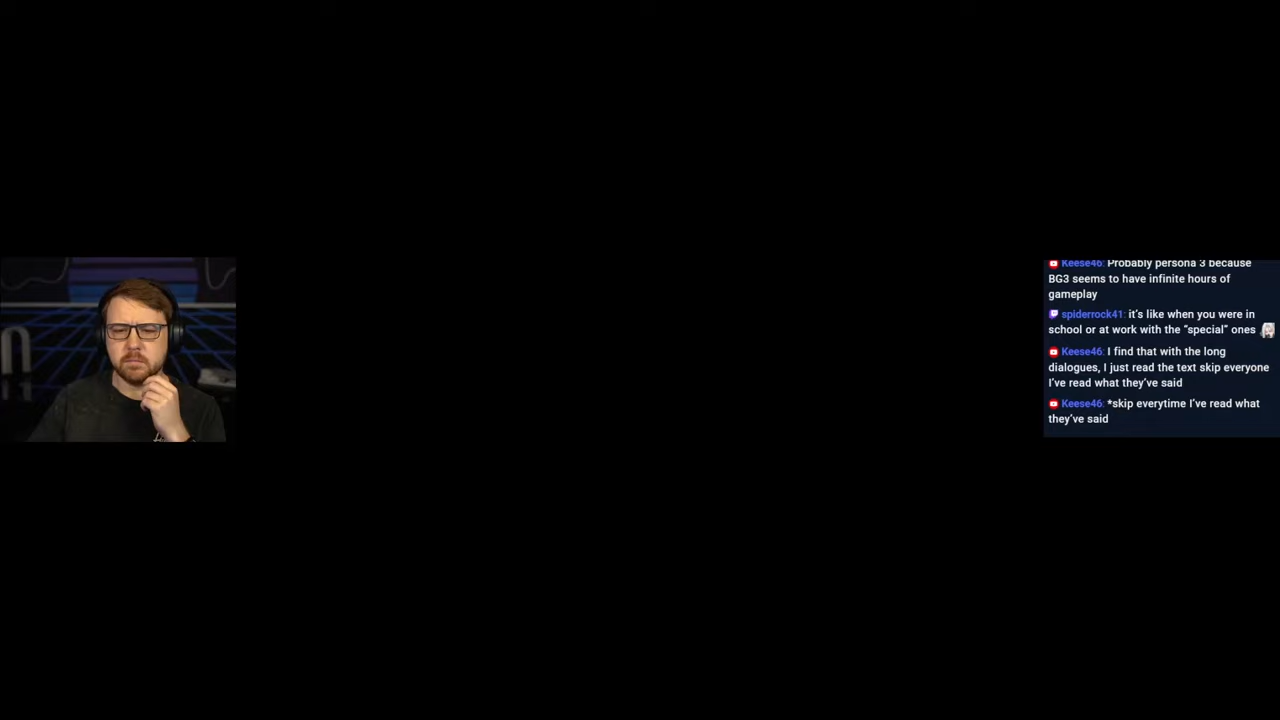 Keese46: Probably persona 3 because
BG3 seems to have infinite hours of
gameplay
spiderrock41: it's like when you were in
school or at work with the “special” ones
Keese46: I find that with the long
dialogues, I just read the text skip everyone
I've read what they've said
Keese46: *skip everytime I've read what
they've said